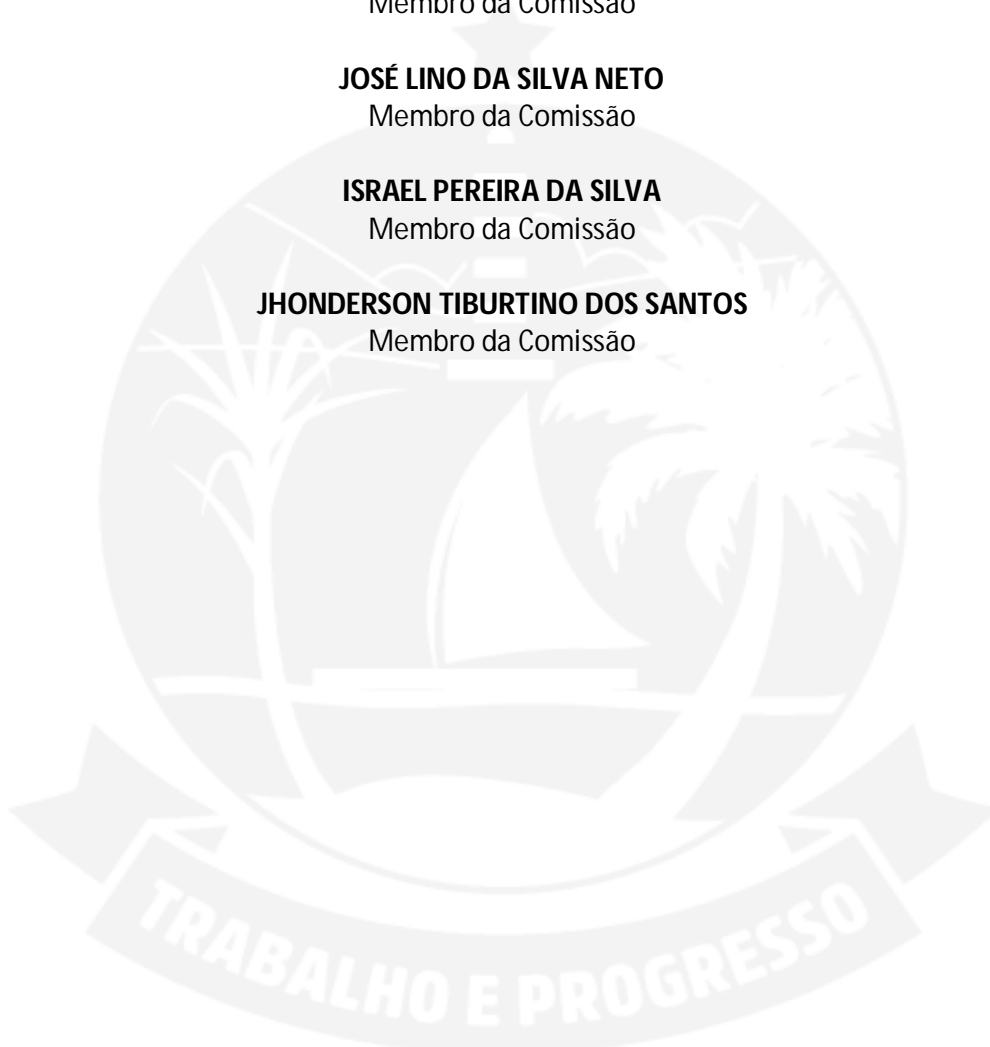 Membro da Comissão
JOSÉ LINO DA SILVA NETO
Membro da Comissão
ISRAEL PEREIRA DA SILVA
Membro da Comissão
JHONDERSON TIBURTINO DOS SANTOS
Membro da Comissão
TRABALHO E PROGRESSO